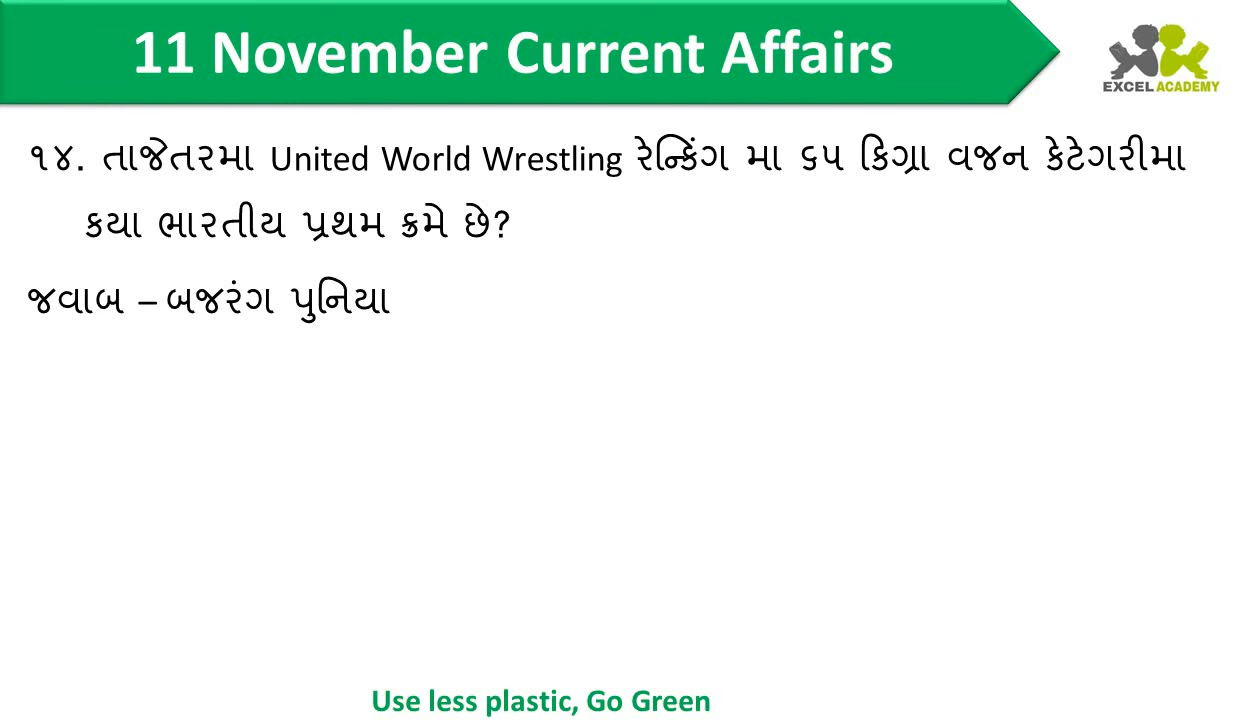 11 November Current Affairs
EXCEL ACADEMY
૧૪. તાજેતરમા United World Wrestling રેન્કિંગ મા ૬૫ કિગ્રા વજન કેટેગરીમા
કયા ભારતીય પ્રથમ ક્રમે છે?
જવાબ – બજરંગ પુનિયા
Use less plastic, Go Green